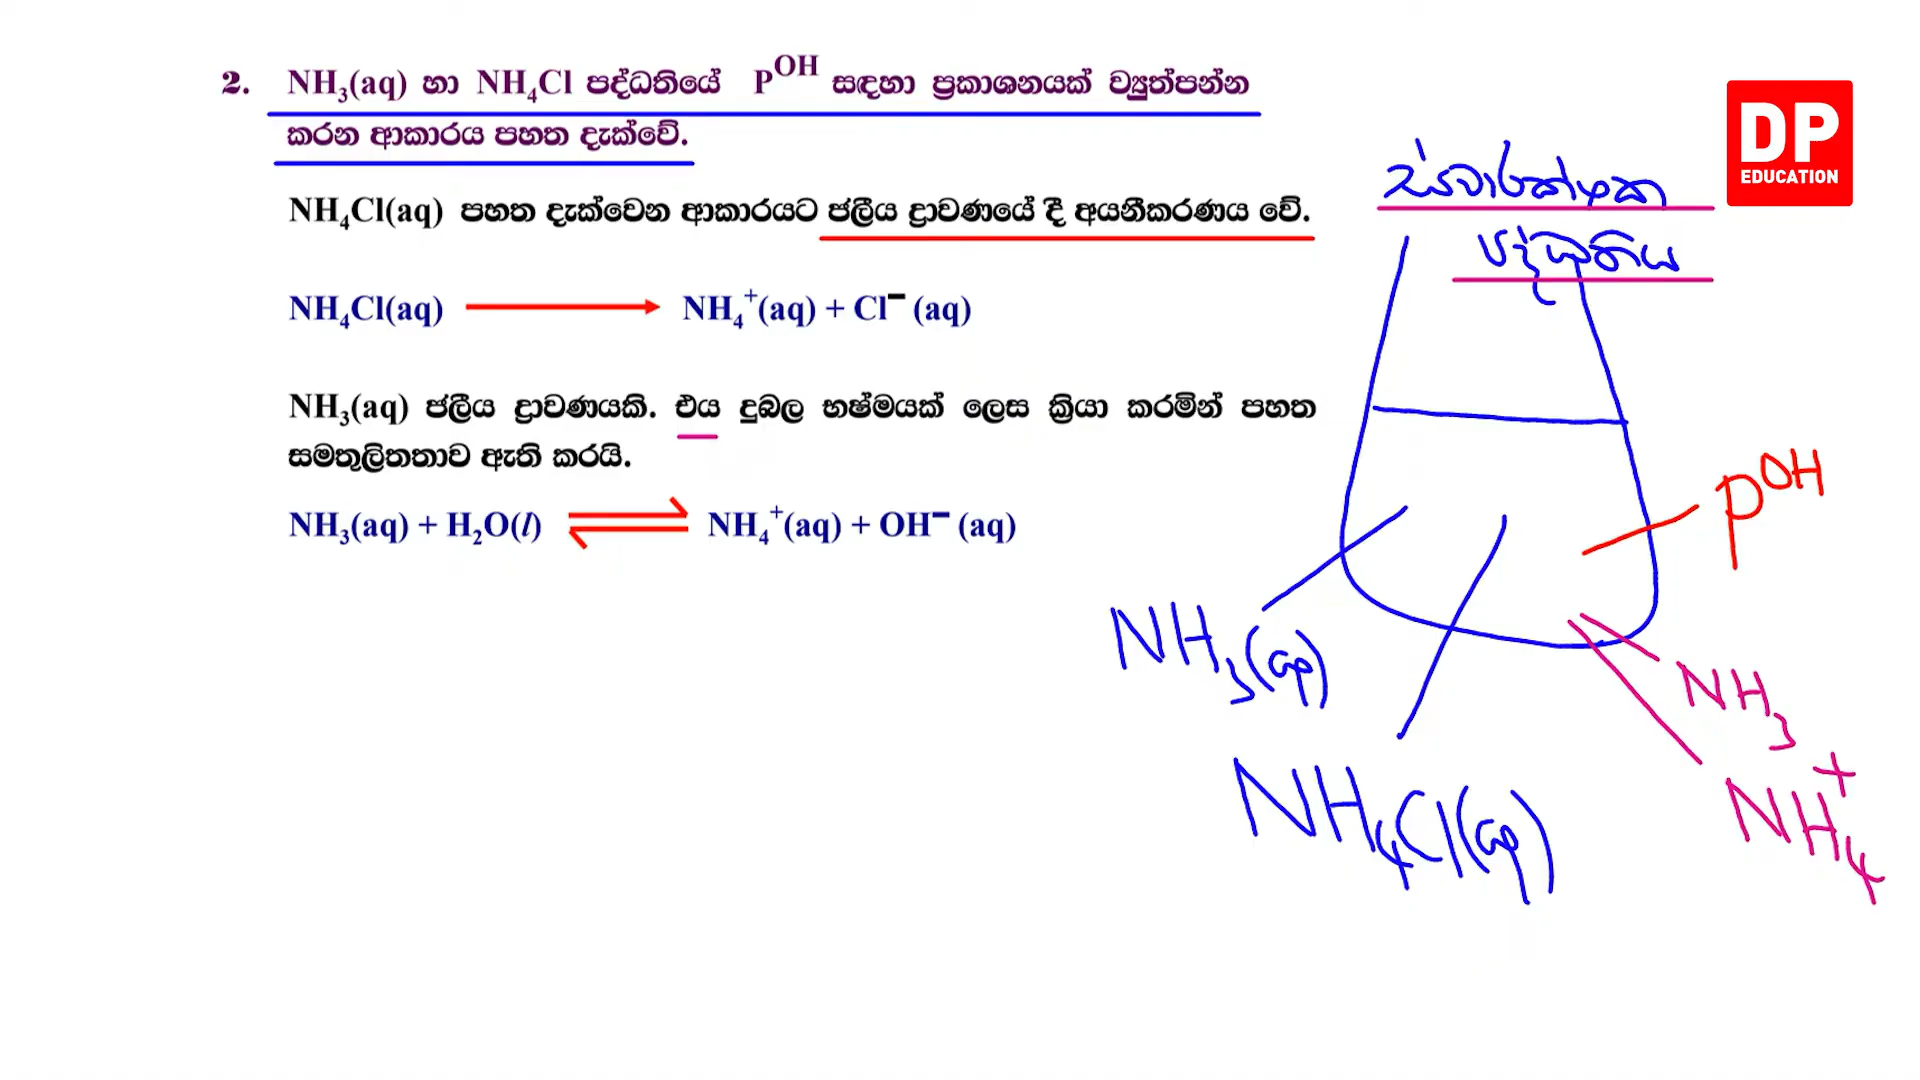 2. NH₃(aq) හා NH₄Cl පද්ධතියේ P^OH සඳහා ප්‍රකාශනයක් ව්‍යුත්පන්න
කරන ආකාරය පහත දැක්වේ.
NH₄Cl(aq) පහත දැක්වෙන ආකාරයට ජලීය ද්‍රාවණයේ දී අයනීකරණය වේ.
NH₄Cl(aq) ⟶ NH₄⁺(aq) + Cl⁻ (aq)
NH₃(aq) ජලීය ද්‍රාවණයකි. එය දුබල භෂ්මයක් ලෙස ක්‍රියා කරමින් පහත
සමතුලිතතාව ඇති කරයි.
NH₃(aq) + H₂O(l) ⇌ NH₄⁺(aq) + OH⁻ (aq)
DP
EDUCATION
ස්වාරක්ෂක
පද්ධතිය
P^OH
NH₃(aq)
NH₃
NH₄Cl(aq)
NH₄⁺